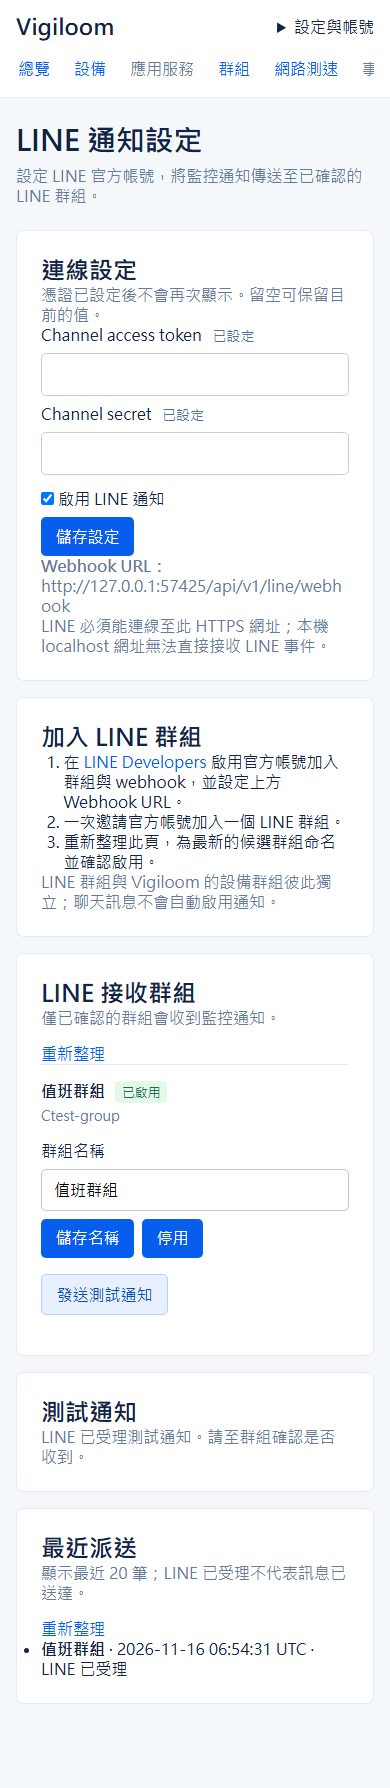 Vigiloom
▶ 設定與帳號
總覽 設備 應用服務 群組 網路測速 事
LINE 通知設定
設定 LINE 官方帳號，將監控通知傳送至已確認的
LINE 群組。
連線設定
憑證已設定後不會再次顯示。留空可保留目
前的值。
Channel access token 已設定
Channel secret 已設定
啟用 LINE 通知
儲存設定
Webhook URL：
http://127.0.0.1:57425/api/v1/line/webh
ook
LINE 必須能連線至此 HTTPS 網址；本機
localhost 網址無法直接接收 LINE 事件。
加入 LINE 群組
1. 在 LINE Developers 啟用官方帳號加入
群組與 webhook，並設定上方
Webhook URL。
2. 一次邀請官方帳號加入一個 LINE 群組。
3. 重新整理此頁，為最新的候選群組命名
並確認啟用。
LINE 群組與 Vigiloom 的設備群組彼此獨
立；聊天訊息不會自動啟用通知。
LINE 接收群組
僅已確認的群組會收到監控通知。
重新整理
值班群組 已啟用
Ctest-group
群組名稱
值班群組
儲存名稱 停用
發送測試通知
測試通知
LINE 已受理測試通知。請至群組確認是否
收到。
最近派送
顯示最近 20 筆；LINE 已受理不代表訊息已
送達。
重新整理
• 值班群組 · 2026-11-16 06:54:31 UTC ·
LINE 已受理